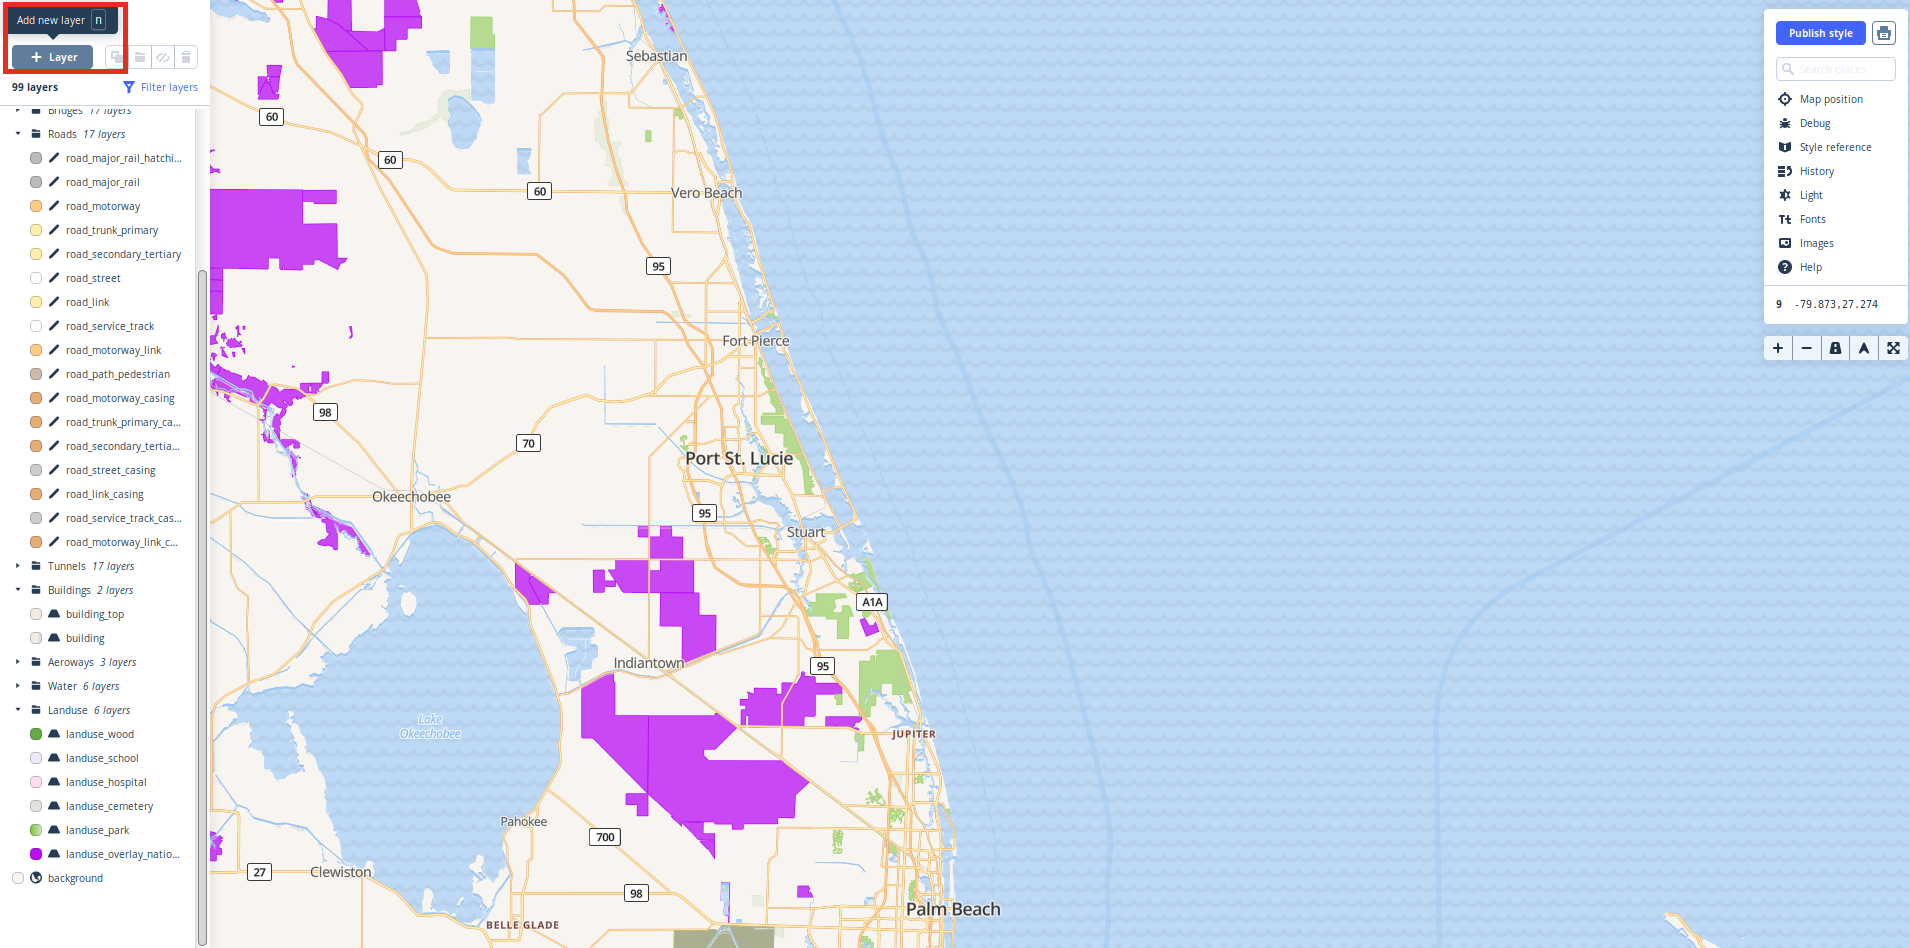 Add new layer n
+ Layer
99 layers
Filter layers
Bridges 17 layers
Roads 17 layers
road_major_rail_hatchi...
road_major_rail
road_motorway
road_trunk_primary
road_secondary_tertiary
road_street
road_link
road_service_track
road_motorway_link
road_path_pedestrian
road_motorway_casing
road_trunk_primary_ca...
road_secondary_tertia...
road_street_casing
road_link_casing
road_service_track_cas...
road_motorway_link_c...
Tunnels 17 layers
Buildings 2 layers
building_top
building
Aeroways 3 layers
Water 6 layers
Landuse 6 layers
landuse_wood
landuse_school
landuse_hospital
landuse_cemetery
landuse_park
landuse_overlay_natio...
background
Sebastian
60
60
60
Vero Beach
95
Fort Pierce
98
70
Port St. Lucie
Okeechobee
95
Stuart
A1A
Indiantown
95
Lake
Okeechobee
JUPITER
Pahokee
700
27
Clewiston
98
Palm Beach
BELLE GLADE
Publish style
Search places
Map position
Debug
Style reference
History
Light
Tt Fonts
Images
? Help
9 -79.873,27.274
+ −